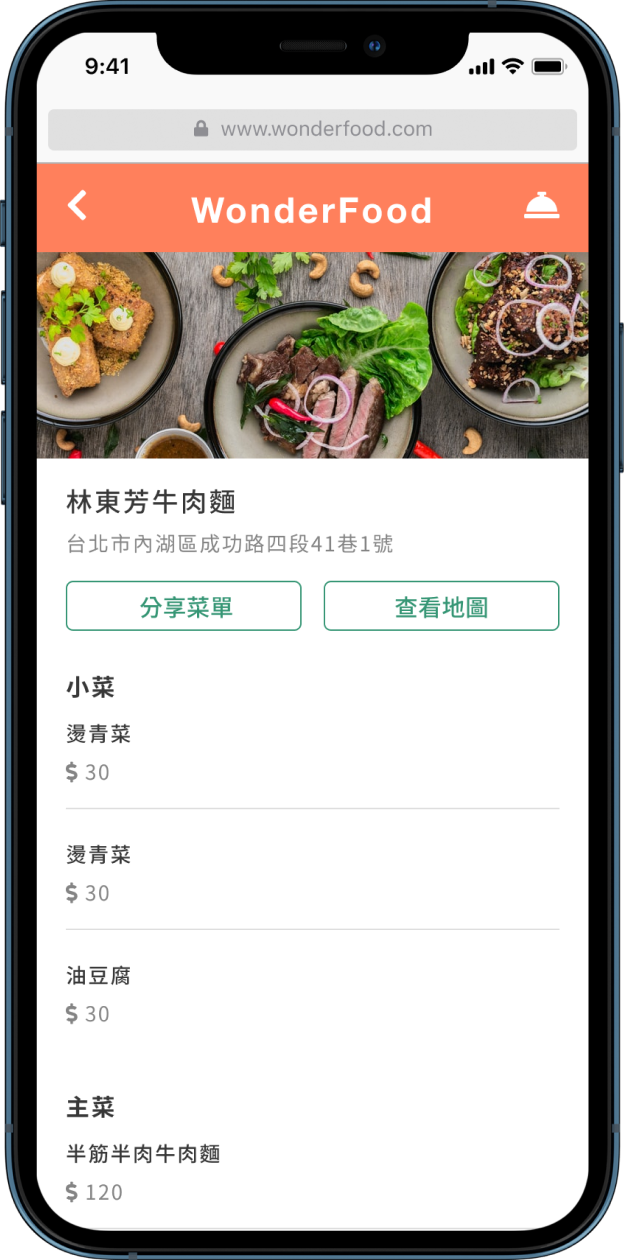 9:41
www.wonderfood.com
WonderFood
林東芳牛肉麵
台北市內湖區成功路四段41巷1號
分享菜單 查看地圖
小菜
燙青菜
$ 30
燙青菜
$ 30
油豆腐
$ 30
主菜
半筋半肉牛肉麵
$ 120